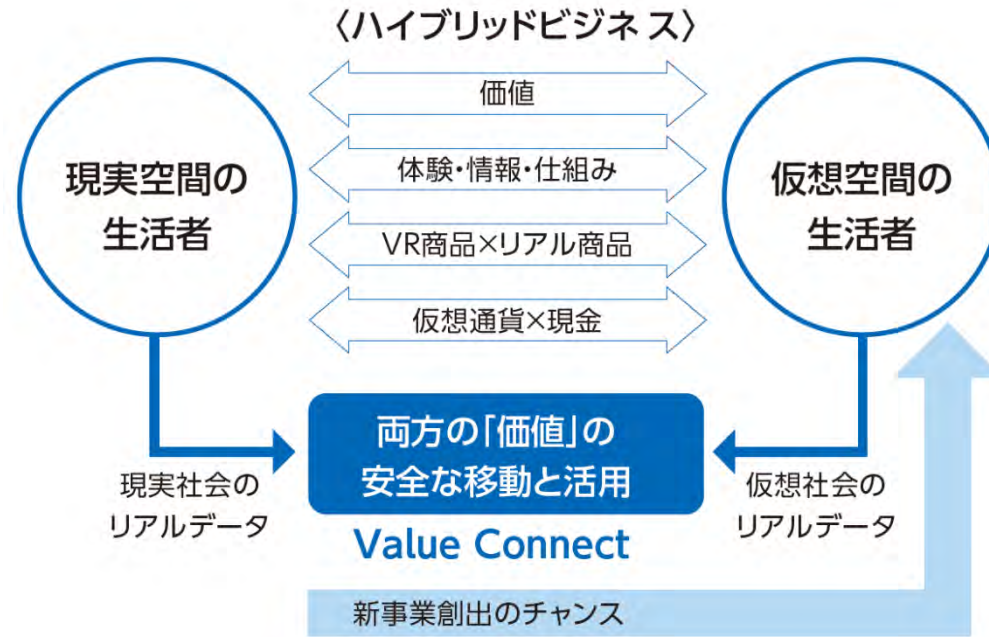 〈ハイブリッドビジネス〉
現実空間の
生活者
価値
体験・情報・仕組み
VR商品×リアル商品
仮想通貨×現金
仮想空間の
生活者
現実社会の
リアルデータ
両方の「価値」の
安全な移動と活用
Value Connect
仮想社会の
リアルデータ
新事業創出のチャンス